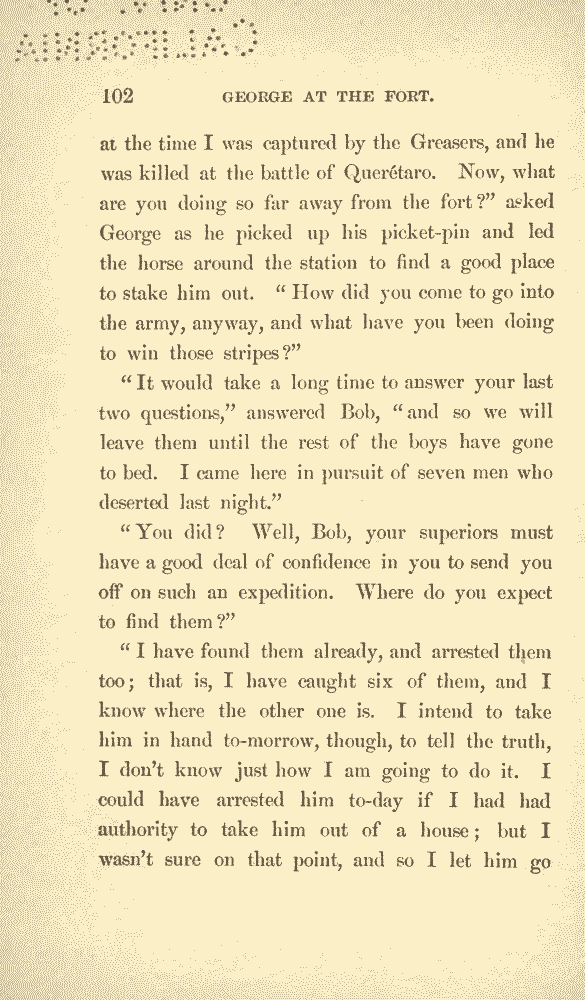 UNIV. OF
CALIFORNIA
102 GEORGE AT THE FORT.
at the time I was captured by the Greasers, and he
was killed at the battle of Querétaro. Now, what
are you doing so far away from the fort?” asked
George as he picked up his picket-pin and led
the horse around the station to find a good place
to stake him out. “How did you come to go into
the army, anyway, and what have you been doing
to win those stripes?”
“It would take a long time to answer your last
two questions,” answered Bob, “and so we will
leave them until the rest of the boys have gone
to bed. I came here in pursuit of seven men who
deserted last night.”
“You did? Well, Bob, your superiors must
have a good deal of confidence in you to send you
off on such an expedition. Where do you expect
to find them?”
“I have found them already, and arrested them
too; that is, I have caught six of them, and I
know where the other one is. I intend to take
him in hand to-morrow, though, to tell the truth,
I don't know just how I am going to do it. I
could have arrested him to-day if I had had
authority to take him out of a house; but I
wasn't sure on that point, and so I let him go